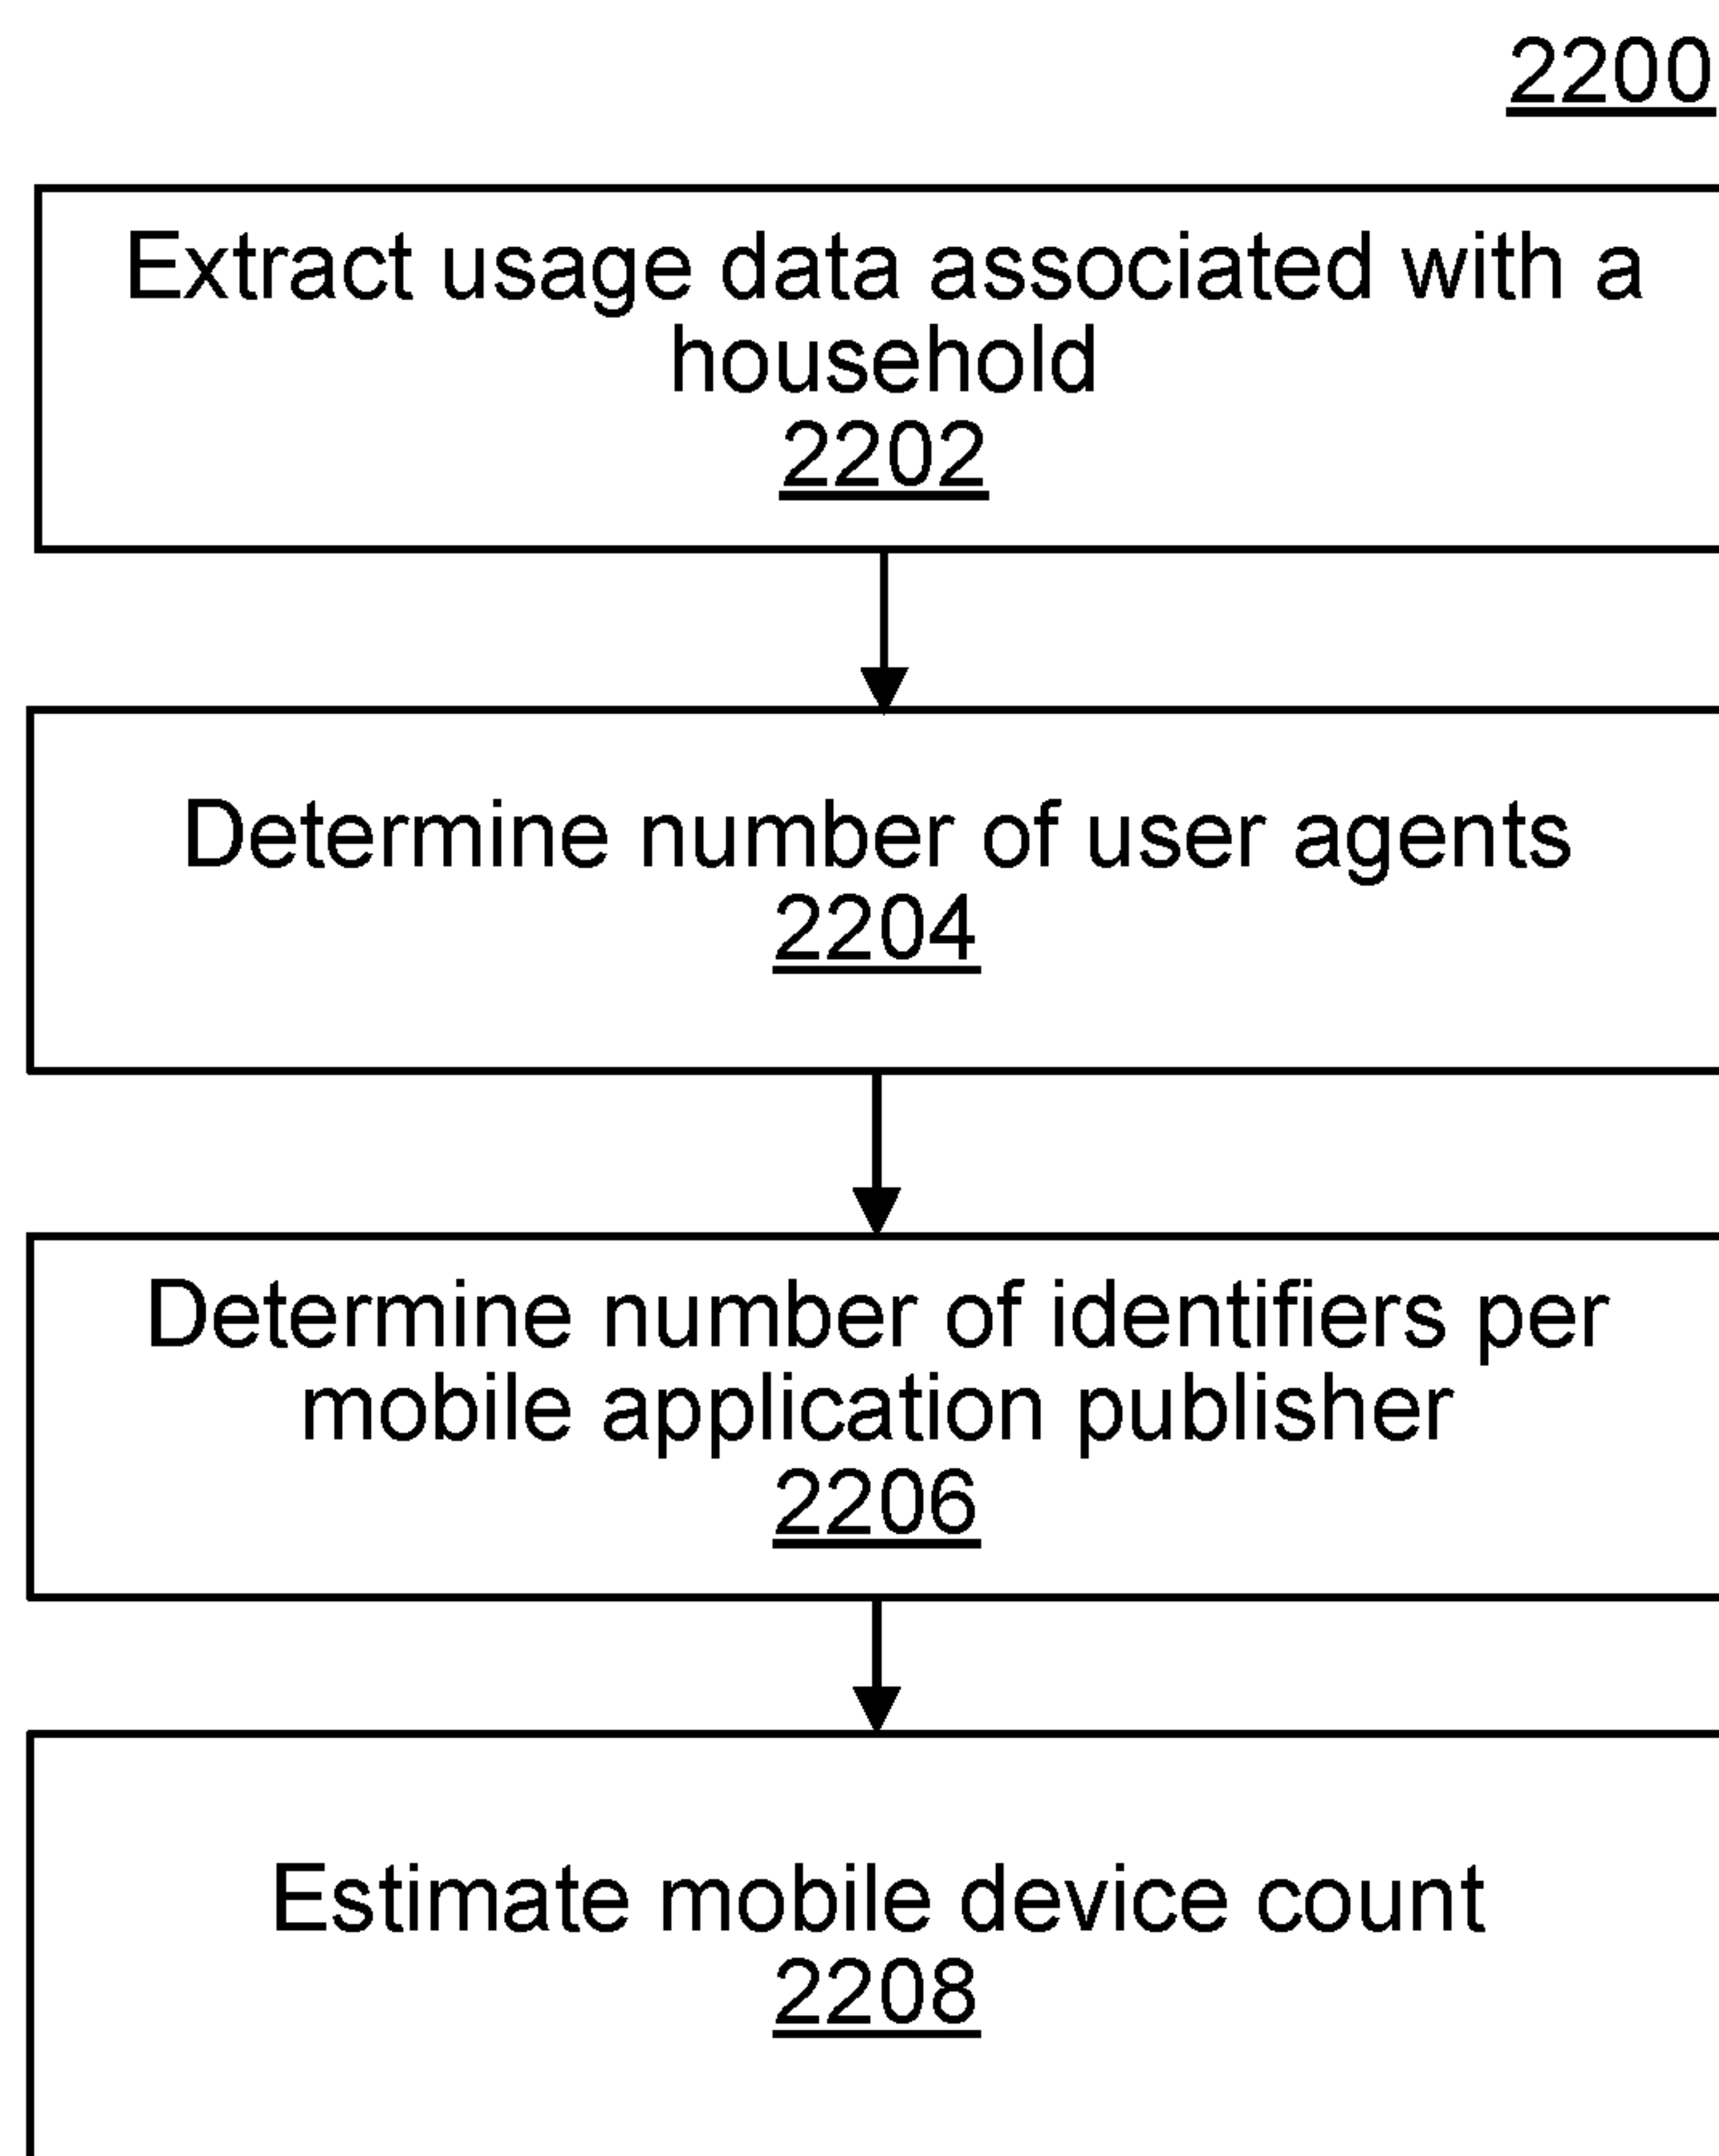 2200
Extract usage data associated with a
household
2202
Determine number of user agents
2204
Determine number of identifiers per
mobile application publisher
2206
Estimate mobile device count
2208